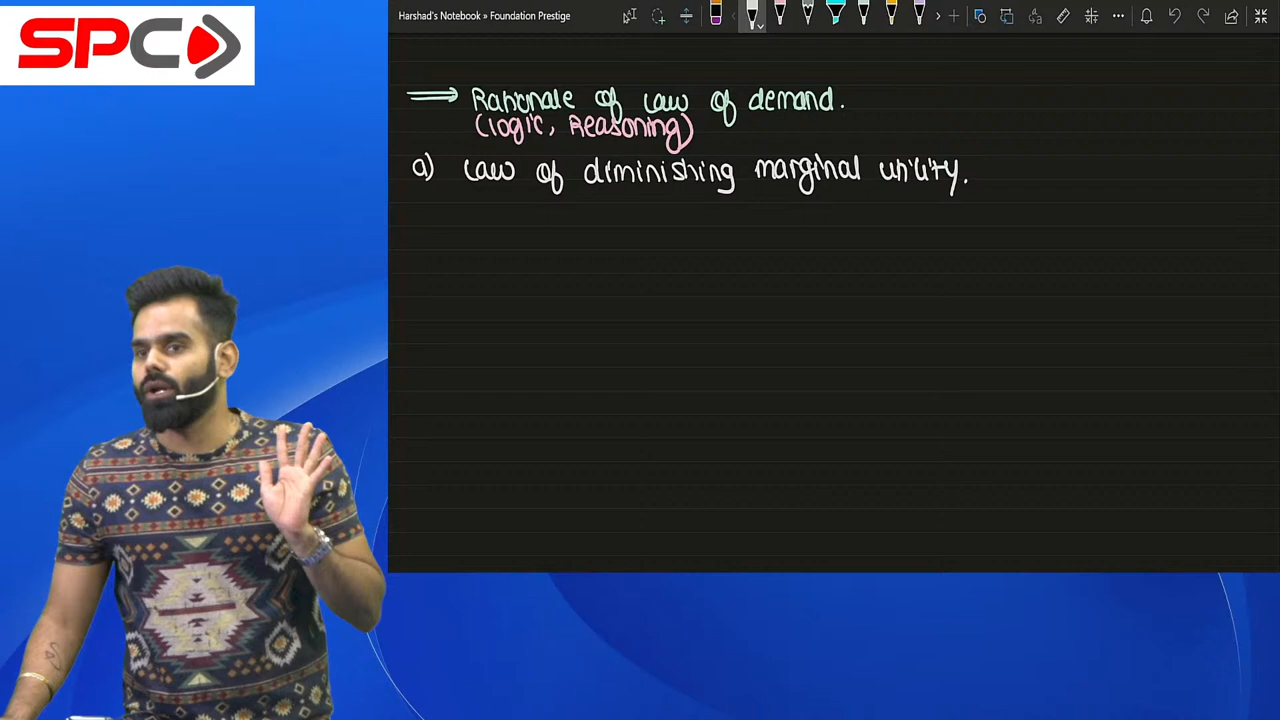 SPC
Harshad's Notebook » Foundation Prestige
Rationale of law of demand.
(logic, Reasoning)
a) Law of diminishing marginal utility.